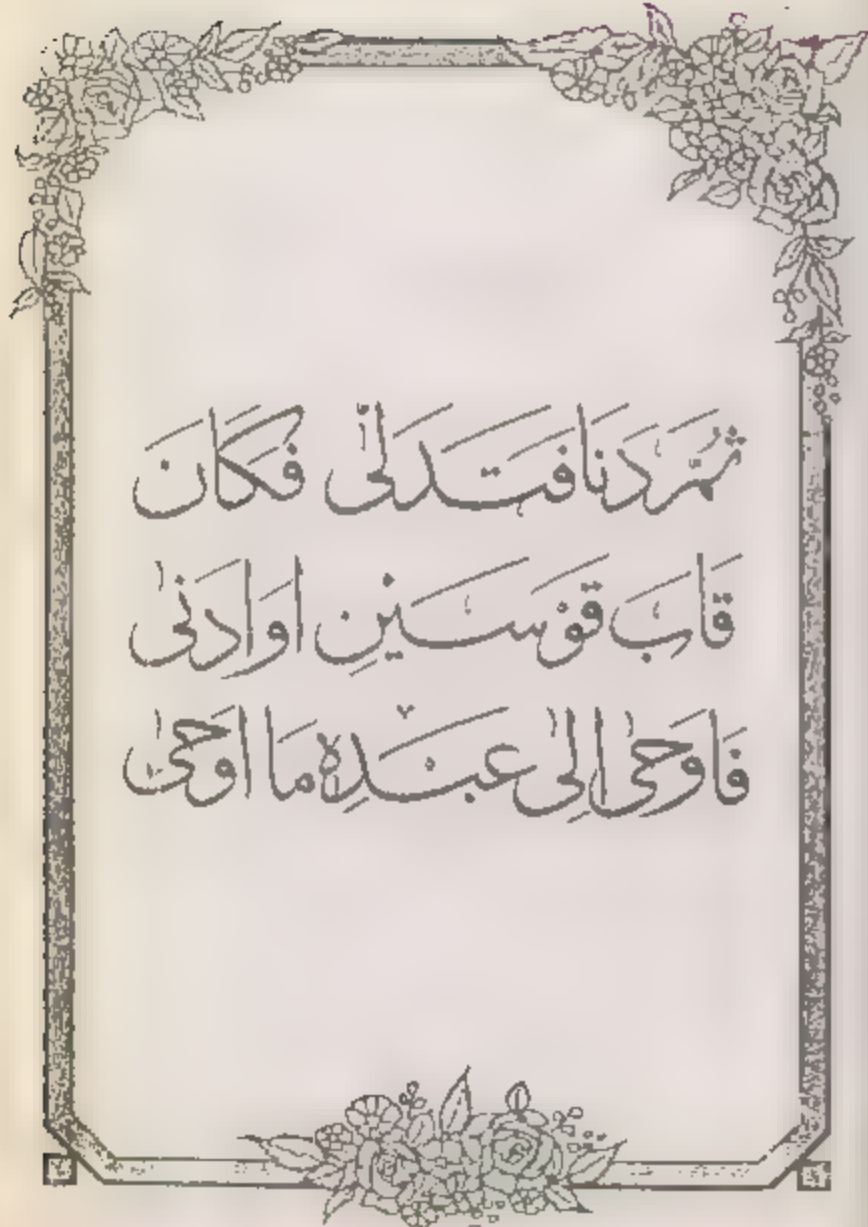 ثُمَّ دَنَا فَتَدَلّٰی فَکَانَ
قَابَ قَوْسَیْنِ اَوْ اَدْنٰی
فَاَوْحٰۤی اِلٰی عَبْدِهٖ مَا اَوْحٰی